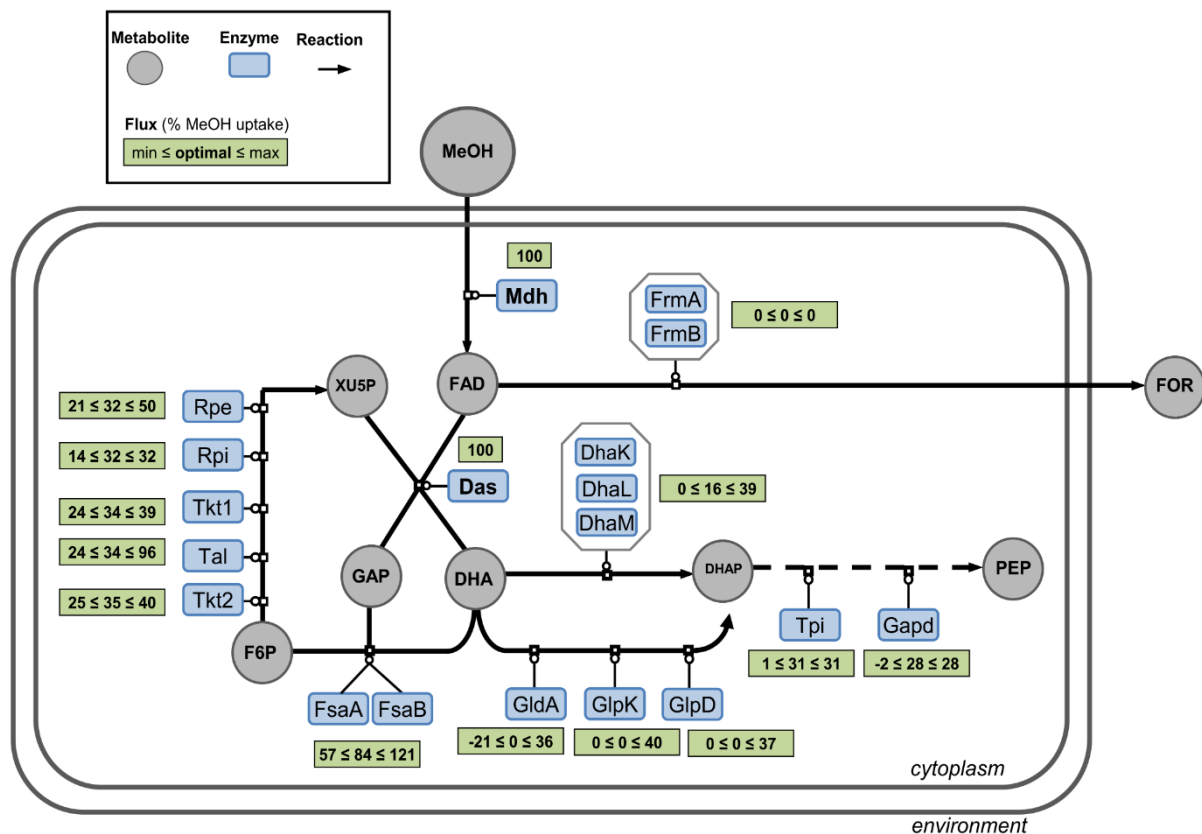 Metabolite Enzyme Reaction
Flux (% MeOH uptake)
min ≤ optimal ≤ max
MeOH
100
Mdh
FrmA
FrmB
0 ≤ 0 ≤ 0
XU5P
FAD
FOR
21 ≤ 32 ≤ 50
Rpe
14 ≤ 32 ≤ 32
Rpi
24 ≤ 34 ≤ 39
Tkt1
24 ≤ 34 ≤ 96
Tal
25 ≤ 35 ≤ 40
Tkt2
100
Das
DhaK
DhaL
DhaM
0 ≤ 16 ≤ 39
GAP
DHA
DHAP
PEP
F6P
Tpi
Gapd
1 ≤ 31 ≤ 31
-2 ≤ 28 ≤ 28
FsaA
FsaB
57 ≤ 84 ≤ 121
GldA
GlpK
GlpD
-21 ≤ 0 ≤ 36
0 ≤ 0 ≤ 40
0 ≤ 0 ≤ 37
cytoplasm
environment